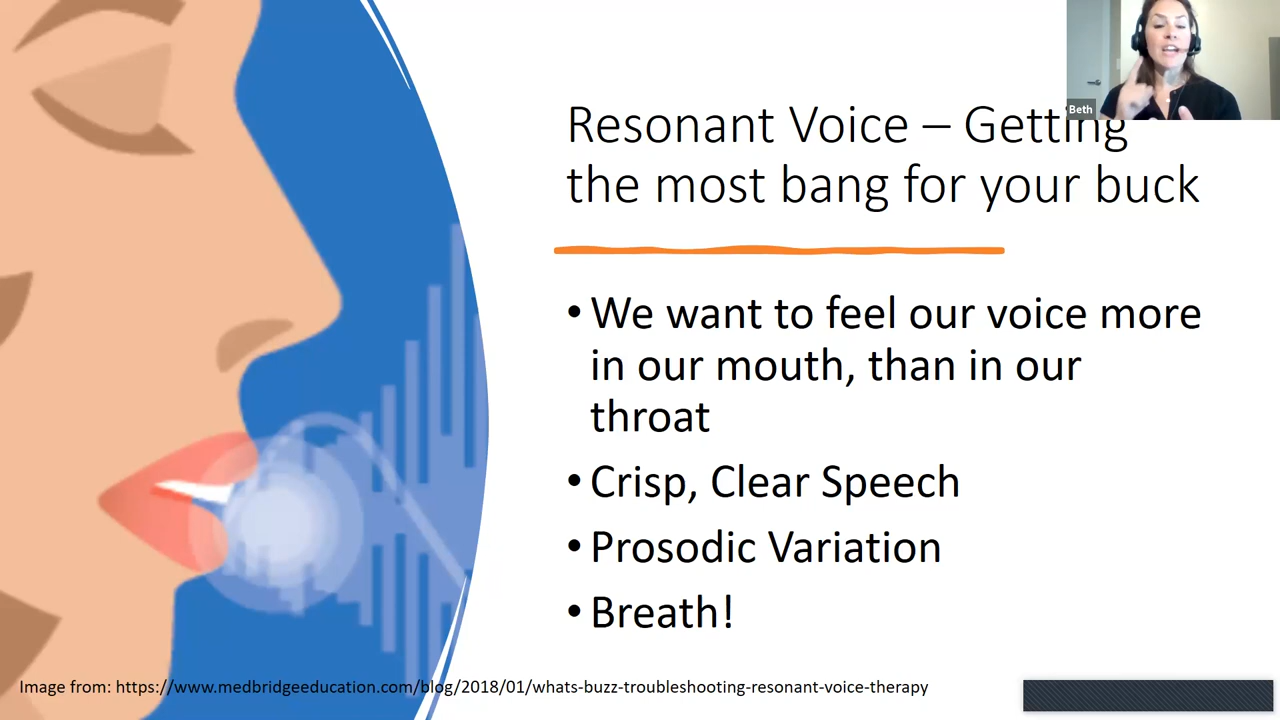 Beth
Resonant Voice – Getting
the most bang for your buck
• We want to feel our voice more
in our mouth, than in our
throat
• Crisp, Clear Speech
• Prosodic Variation
• Breath!
Image from: https://www.medbridgeeducation.com/blog/2018/01/whats-buzz-troubleshooting-resonant-voice-therapy